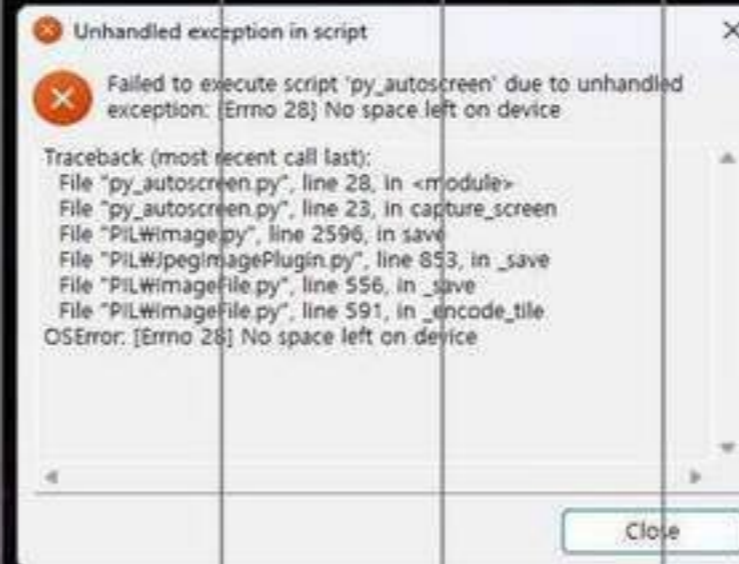 Unhandled exception in script
Failed to execute script 'py_autoscreen' due to unhandled
exception: [Errno 28] No space left on device
Traceback (most recent call last):
File "py_autoscreen.py", line 28, in <module>
File "py_autoscreen.py", line 23, in capture_screen
File "PIL₩Image.py", line 2596, in save
File "PIL₩JpegImagePlugin.py", line 853, in _save
File "PIL₩ImageFile.py", line 556, in _save
File "PIL₩ImageFile.py", line 591, in _encode_tile
OSError: [Errno 28] No space left on device
Close